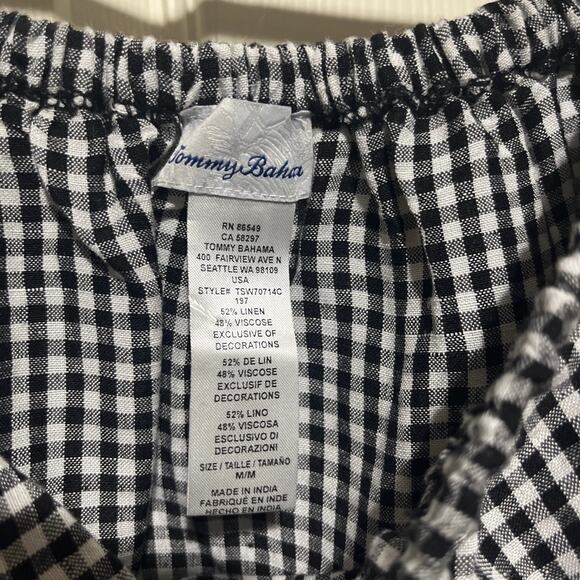 Tommy Baha
RN 86549
CA 58297
TOMMY BAHAMA
400 FAIRVIEW AVE N
SEATTLE WA 98109
USA
STYLE# TSW70714C
197
52% LINEN
48% VISCOSE
EXCLUSIVE OF
DECORATIONS
52% DE LIN
48% VISCOSE
EXCLUSIF DE
DECORATIONS
52% LINO
48% VISCOSA
ESCLUSIVO DI
DECORAZIONI
SIZE / TAILLE / TAMAÑO
M/M
MADE IN INDIA
FABRIQUÉ EN INDE
HECHO EN INDIA